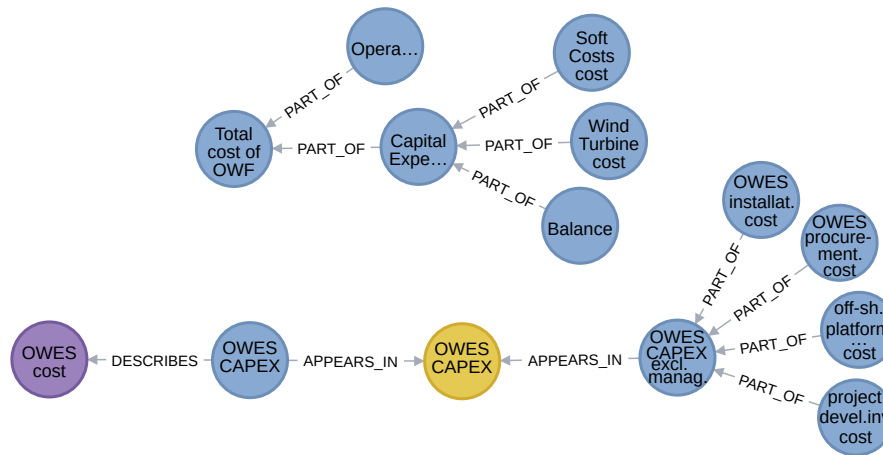 Opera…
PART_OF
Soft
Costs
cost
PART_OF
Total
cost of
OWF
PART_OF
Capital
Expe…
PART_OF
Wind
Turbine
cost
PART_OF
Balance
OWES
installat.
cost
PART_OF
OWES
procure-
ment.
cost
PART_OF
OWES
cost
DESCRIBES
OWES
CAPEX
APPEARS_IN
OWES
CAPEX
APPEARS_IN
OWES
CAPEX
excl.
manag.
PART_OF
off-sh.
platform
…
cost
PART_OF
project
devel.inv
cost